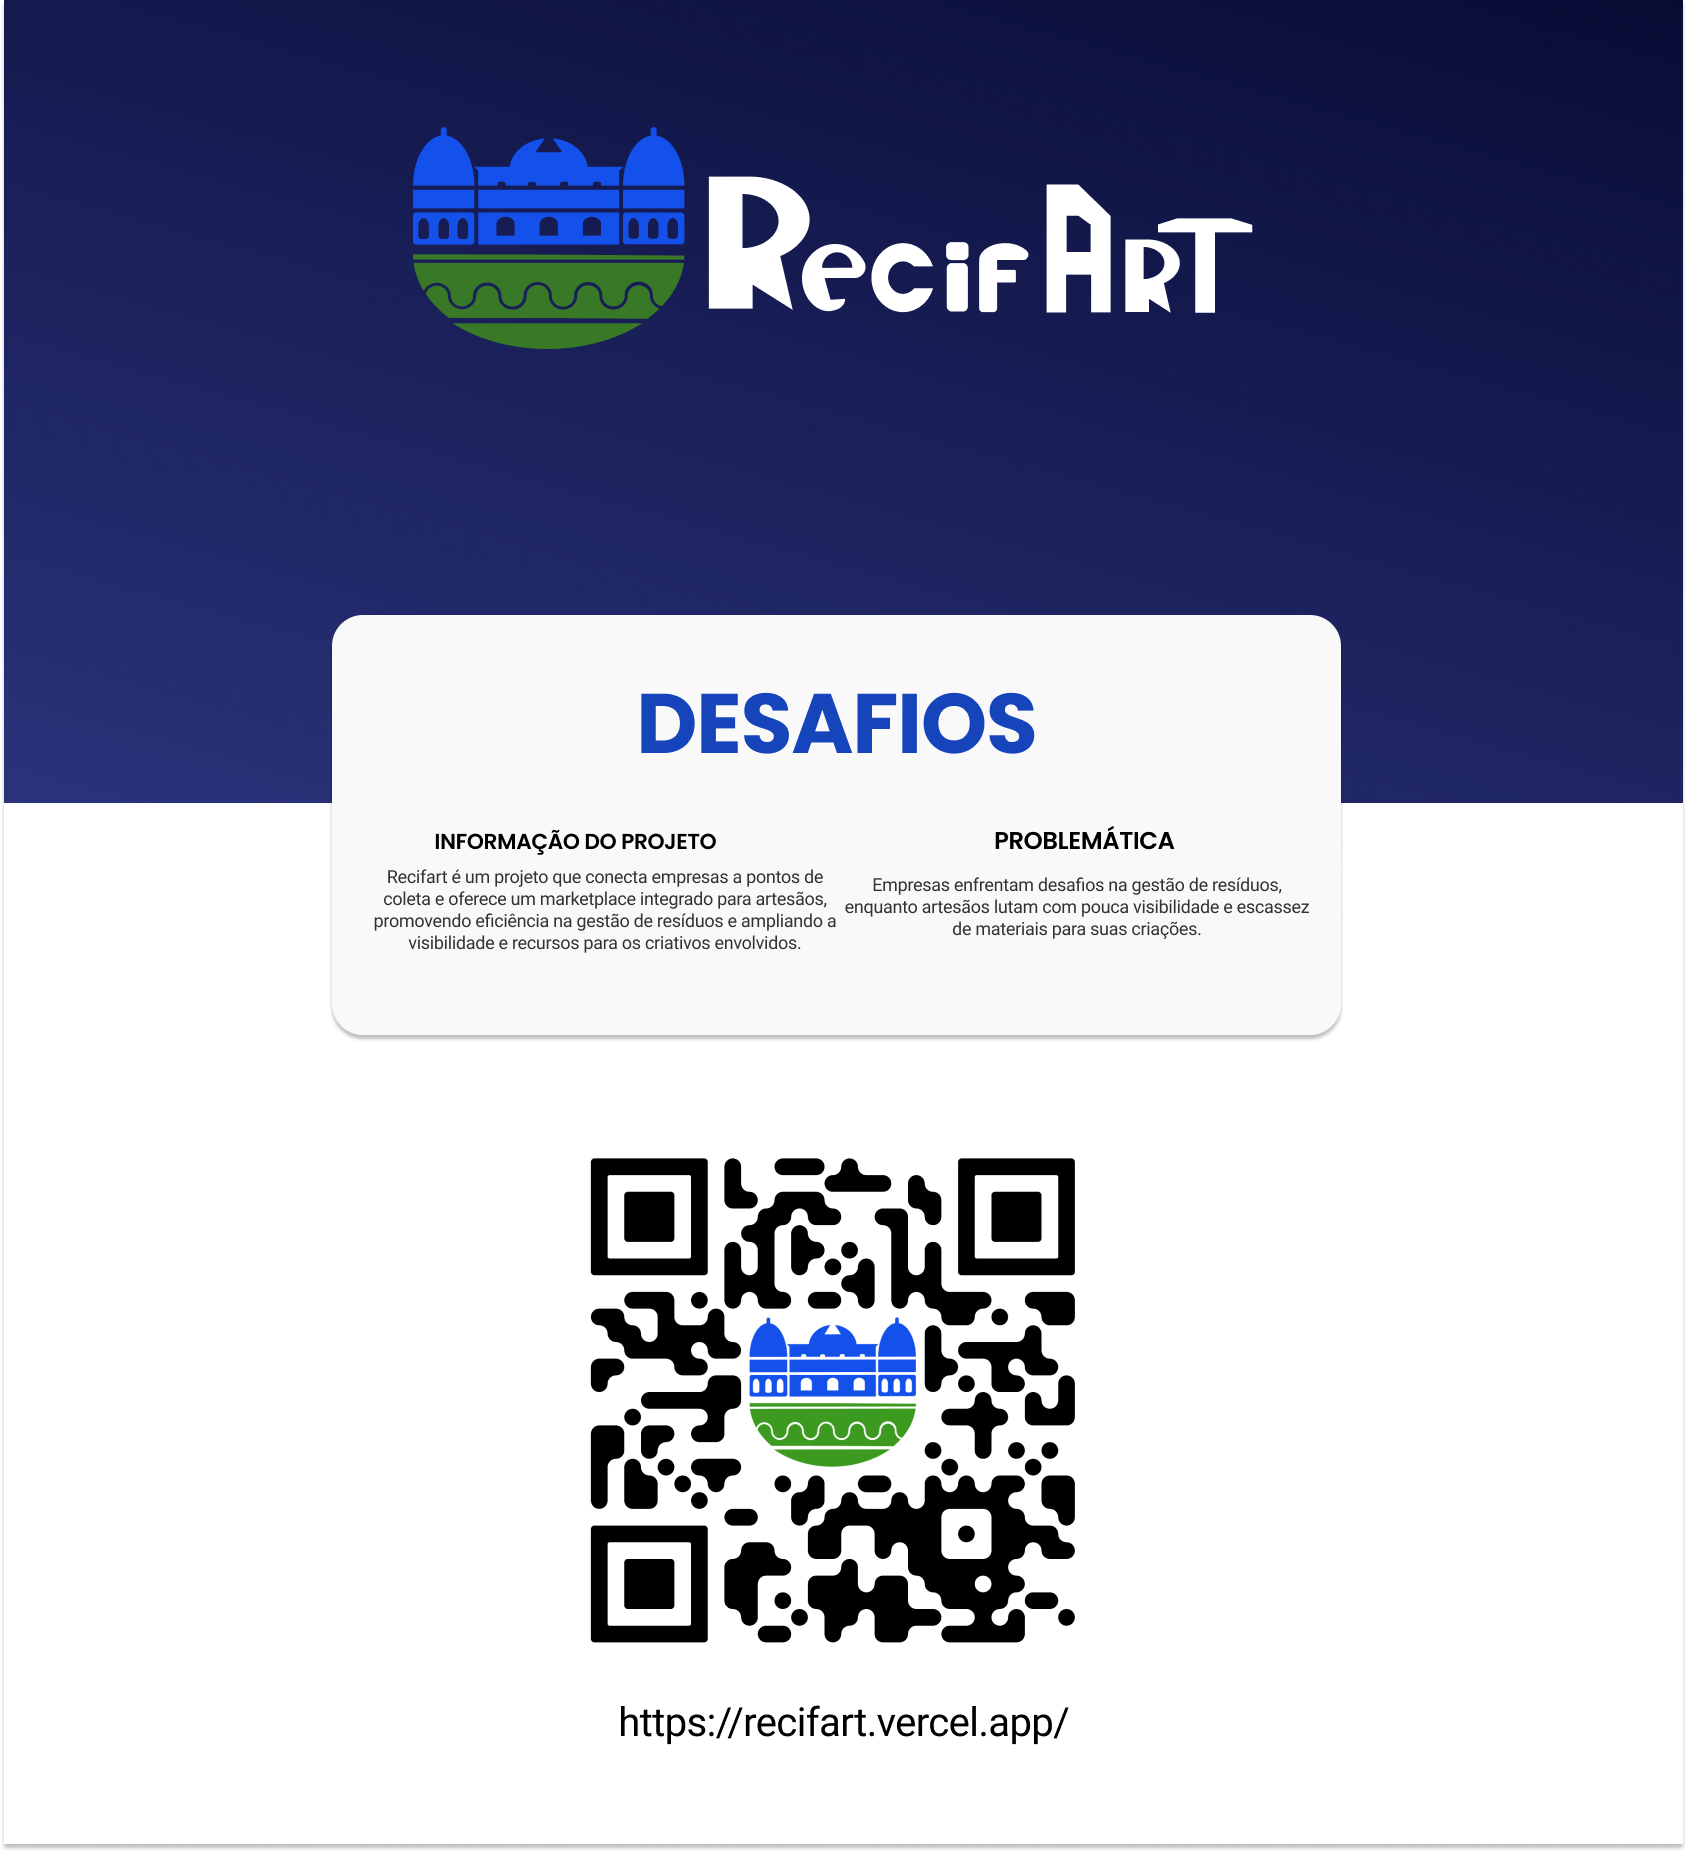 RecifArt
DESAFIOS
INFORMAÇÃO DO PROJETO
Recifart é um projeto que conecta empresas a pontos de
coleta e oferece um marketplace integrado para artesãos,
promovendo eficiência na gestão de resíduos e ampliando a
visibilidade e recursos para os criativos envolvidos.
PROBLEMÁTICA
Empresas enfrentam desafios na gestão de resíduos,
enquanto artesãos lutam com pouca visibilidade e escassez
de materiais para suas criações.
https://recifart.vercel.app/